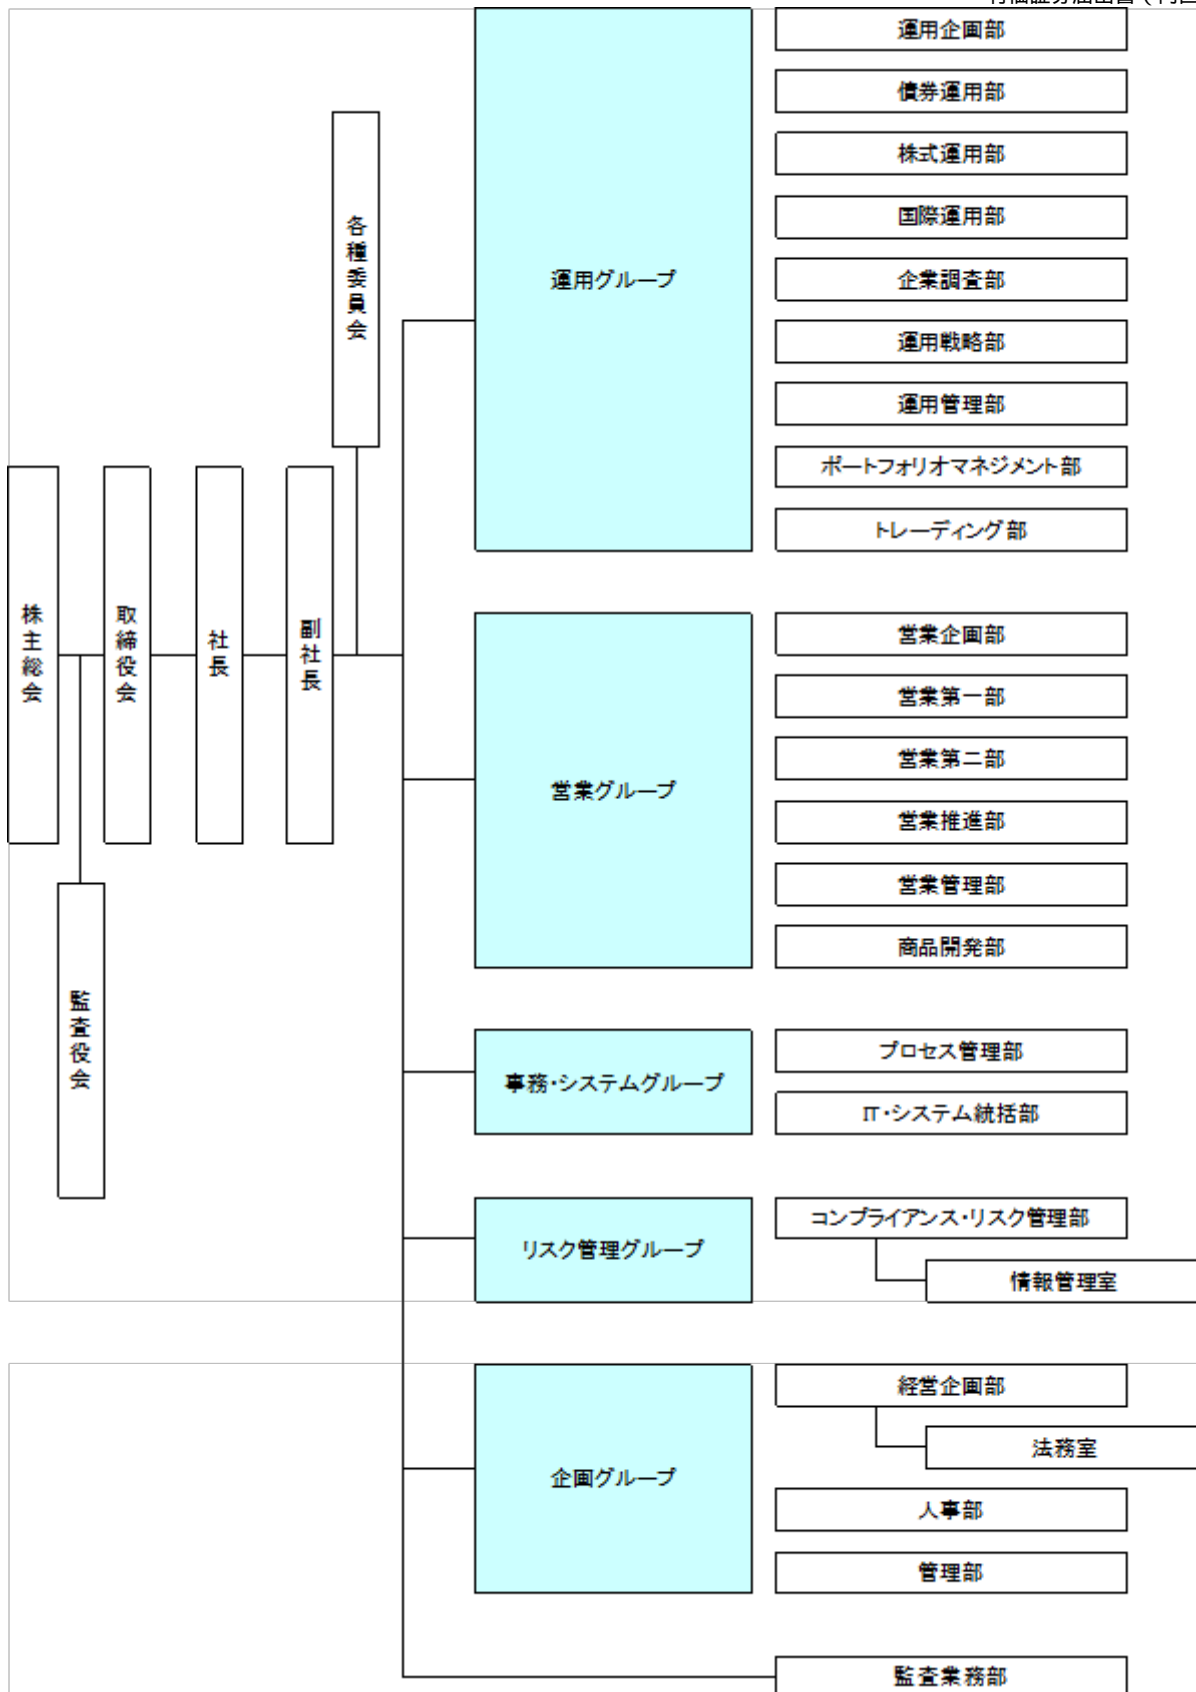 運用企画部
債券運用部
株式運用部
国際運用部
企業調査部
運用戦略部
運用管理部
ポートフォリオマネジメント部
トレーディング部
各種委員会
運用グループ
株主総会
取締役会
社長
副社長
監査役会
営業グループ
営業企画部
営業第一部
営業第二部
営業推進部
営業管理部
商品開発部
事務・システムグループ
プロセス管理部
IT・システム統括部
リスク管理グループ
コンプライアンス・リスク管理部
情報管理室
企画グループ
経営企画部
法務室
人事部
管理部
監査業務部